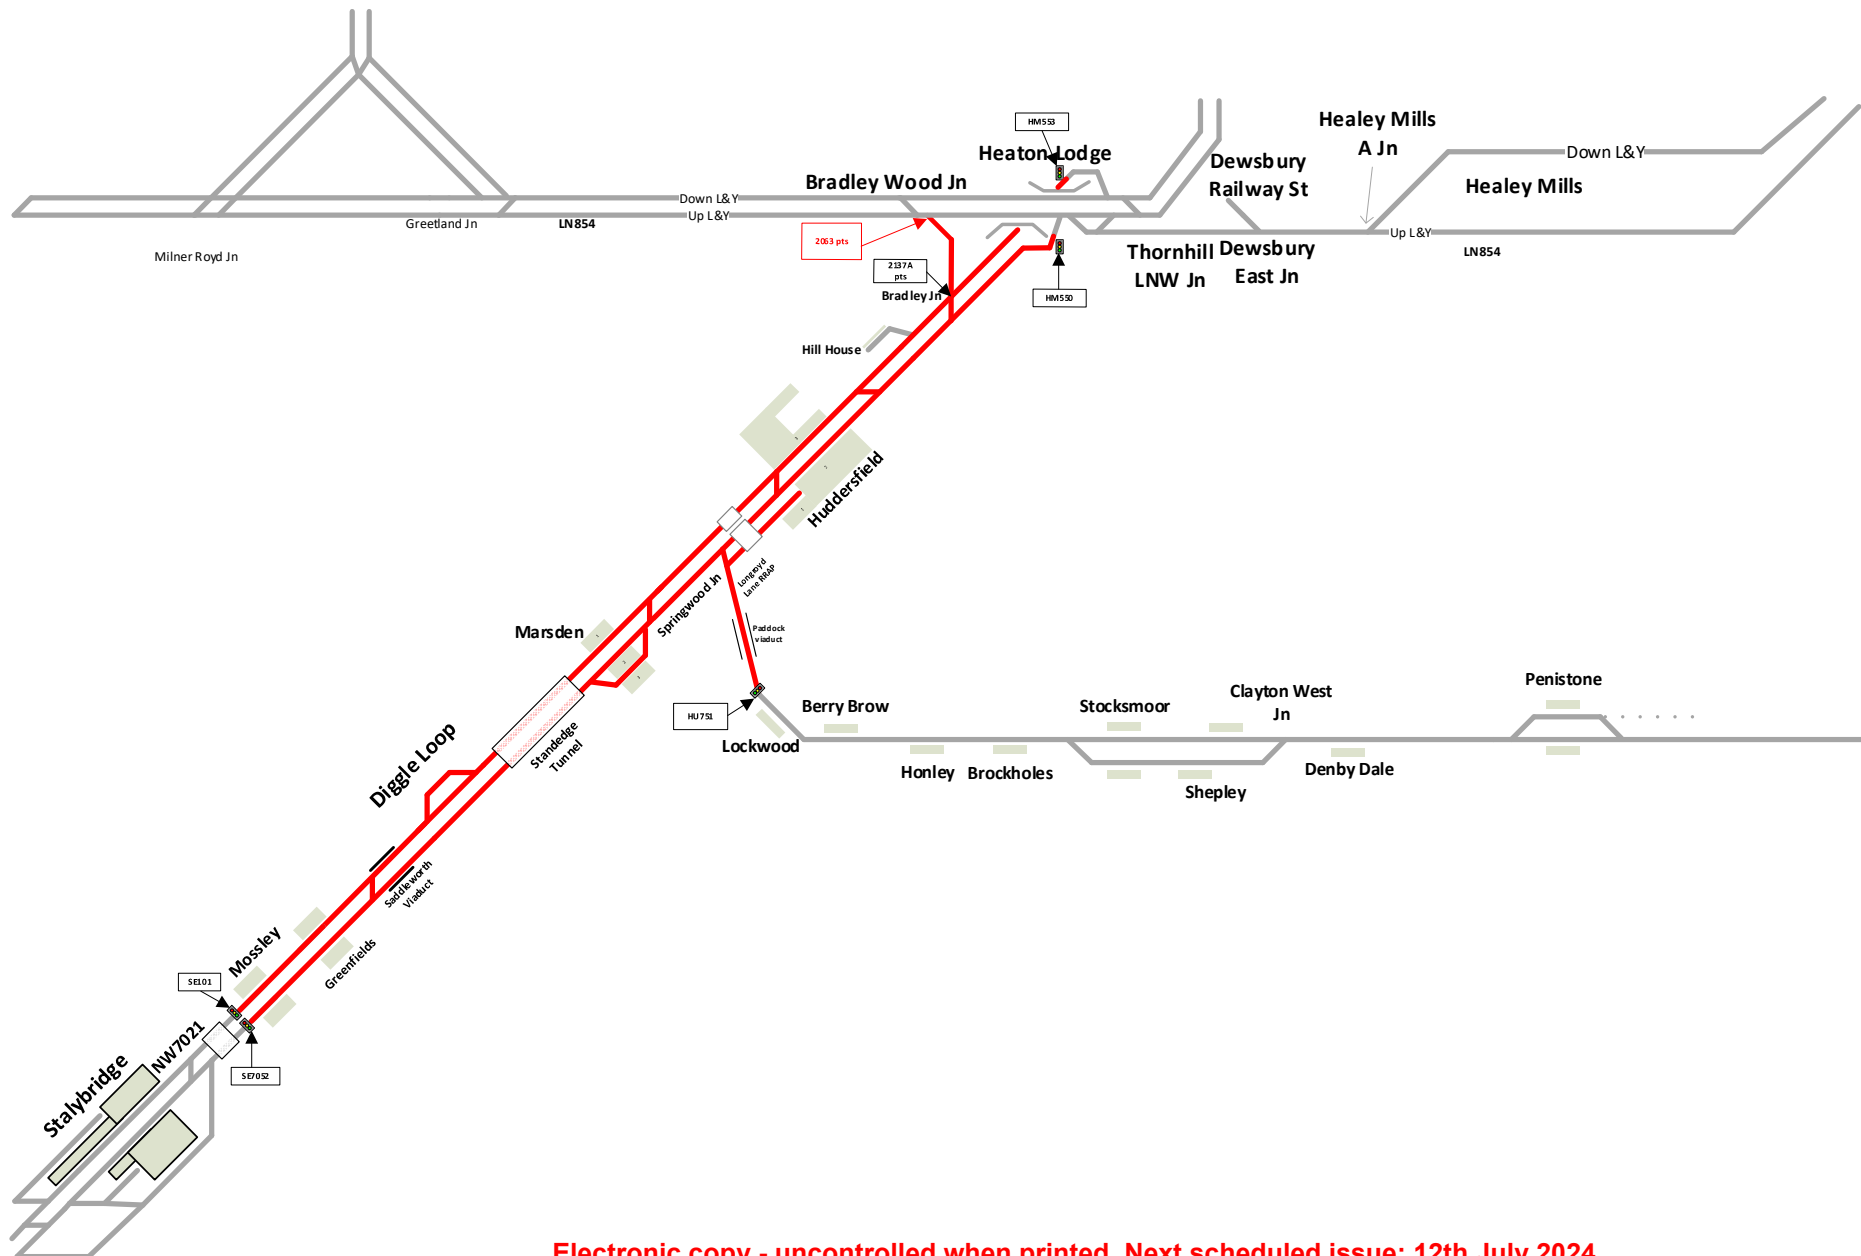 HM553
Heaton Lodge
Healey Mills
A Jn
Down L&Y
Dewsbury
Railway St
Healey Mills
Bradley Wood Jn
Down L&Y
Up L&Y
Greetland Jn
LN854
Milner Royd Jn
2063 pts
2137A
pts
Bradley Jn
HM550
Thornhill
LNW Jn
Dewsbury
East Jn
Up L&Y
LN854
Hill House
Huddersfield
Longroyd
Lane RRAP
Springwood Jn
Marsden
Paddock
viaduct
HU751
Lockwood
Berry Brow
Honley
Brockholes
Stocksmoor
Shepley
Clayton West
Jn
Denby Dale
Penistone
Standedge
Tunnel
Diggle Loop
Saddleworth
Viaduct
Mossley
Greenfields
SE101
NW7021
SE7052
Stalybridge
Electronic copy - uncontrolled when printed. Next scheduled issue: 12th July 2024